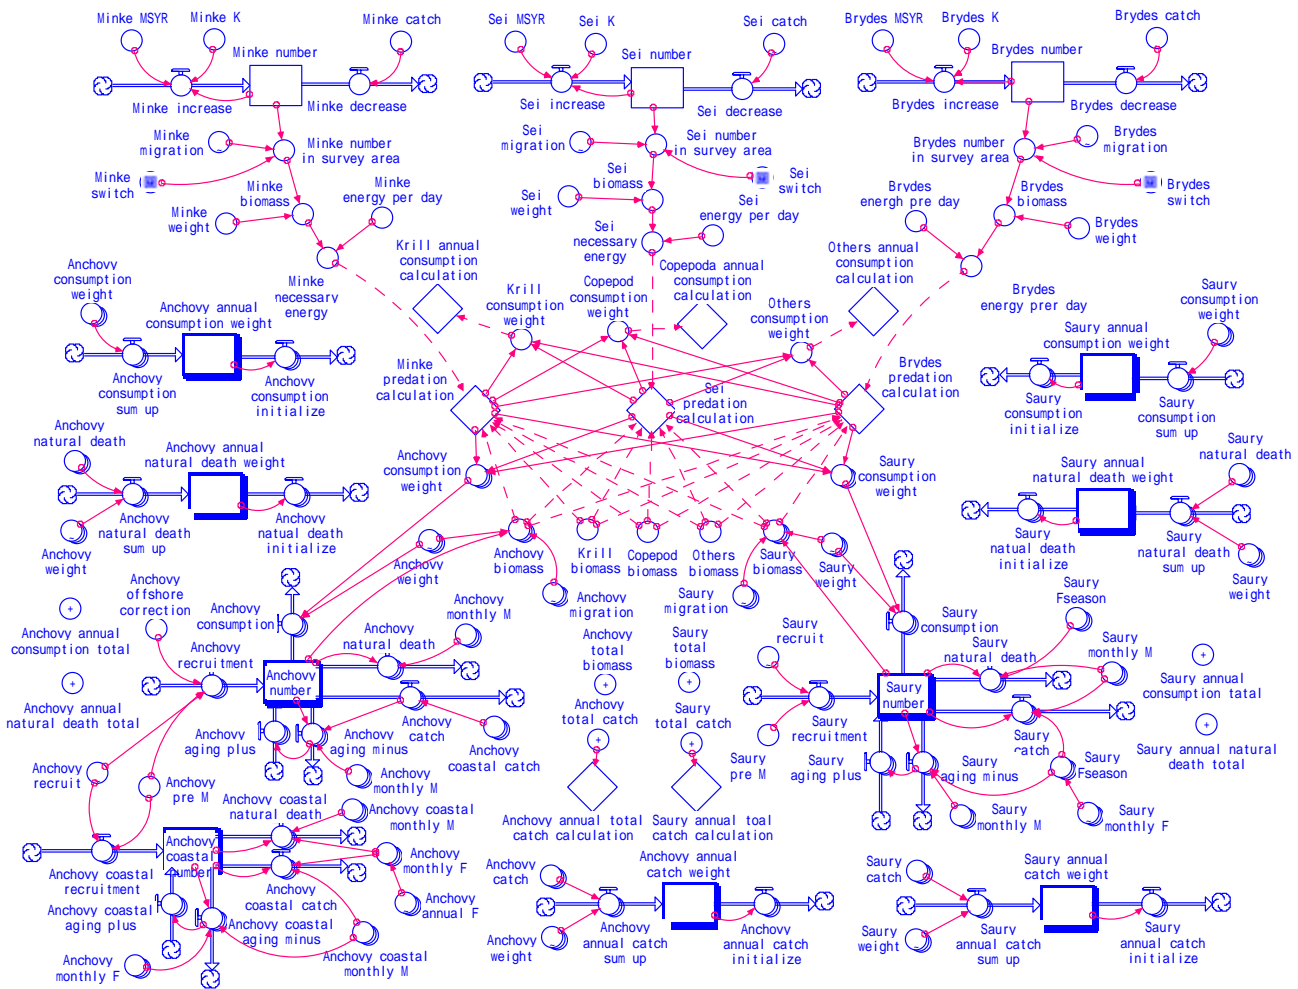 Minke MSYR
Minke K
Minke catch
Minke number
Minke increase
Minke decrease
Sei MSYR
Sei K
Sei catch
Sei number
Sei increase
Sei decrease
Brydes MSYR
Brydes K
Brydes catch
Brydes number
Brydes increase
Brydes decrease
Minke
migration
Minke number
in survey area
Minke
switch
Minke
biomass
Minke
energy per day
Minke
weight
Minke
necessary
energy
Sei
migration
Sei number
in survey area
Sei
switch
Sei
biomass
Sei
weight
Sei
energy per day
Sei
necessary
energy
Brydes number
in survey area
Brydes
migration
Brydes
switch
Brydes
energh pre day
Brydes
biomass
Brydes
weight
Brydes
energy prer day
Krill annual
consumption
calculation
Krill
consumption
weight
Copepod
consumption
weight
Copepoda annual
consumption
calculation
Others annual
consumption
calculation
Others
consumption
weight
Anchovy
consumption
weight
Anchovy annual
consumption weight
Anchovy
consumption
sum up
Anchovy
consumption
initialize
Saury
consumption
weight
Saury annual
consumption weight
Saury
consumption
initialize
Saury
consumption
sum up
Minke
predation
calculation
Sei
predation
calculation
Brydes
predation
calculation
Anchovy
natural death
Anchovy annual
natural death weight
Anchovy
weight
Anchovy
natural death
sum up
Anchovy
natual death
initialize
Anchovy
consumption
weight
Saury
consumption
weight
Saury annual
natural death weight
Saury
natural death
Saury
natual death
initialize
Saury
natural death
sum up
Saury
weight
Anchovy
weight
Anchovy
biomass
Krill
biomass
Copepod
biomass
Others
biomass
Saury
biomass
Saury
weight
Anchovy
migration
Saury
migration
Anchovy
offshore
correction
Anchovy annual
consumption total
Anchovy annual
natural death total
Anchovy
recruitment
Anchovy
consumption
Anchovy
number
Anchovy
natural death
Anchovy
monthly M
Anchovy
catch
Anchovy
coastal catch
Anchovy
aging plus
Anchovy
aging minus
Anchovy
monthly M
Anchovy
total
biomass
Saury
total
biomass
Anchovy
total catch
Saury
total catch
Anchovy annual total
catch calculation
Saury annual toal
catch calculation
Saury
recruit
Saury
pre M
Saury
recruitment
Saury
consumption
Saury
number
Saury
natural death
Saury
Fseason
Saury
monthly M
Saury
catch
Saury
Fseason
Saury
aging plus
Saury
aging minus
Saury
monthly M
Saury
monthly F
Saury annual
consumption tatal
Saury annual natural
death total
Anchovy
recruit
Anchovy
pre M
Anchovy coastal
natural death
Anchovy coastal
monthly M
Anchovy
coastal
number
Anchovy coastal
recruitment
Anchovy
coastal catch
Anchovy
monthly F
Anchovy
annual F
Anchovy coastal
aging plus
Anchovy coastal
aging minus
Anchovy
monthly F
Anchovy coastal
monthly M
Anchovy
catch
Anchovy annual
catch weight
Anchovy
weight
Anchovy
annual catch
sum up
Anchovy
annual catch
initialize
Saury
catch
Saury annual
catch weight
Saury
weight
Saury
annual catch
sum up
Saury
annual catch
initialize